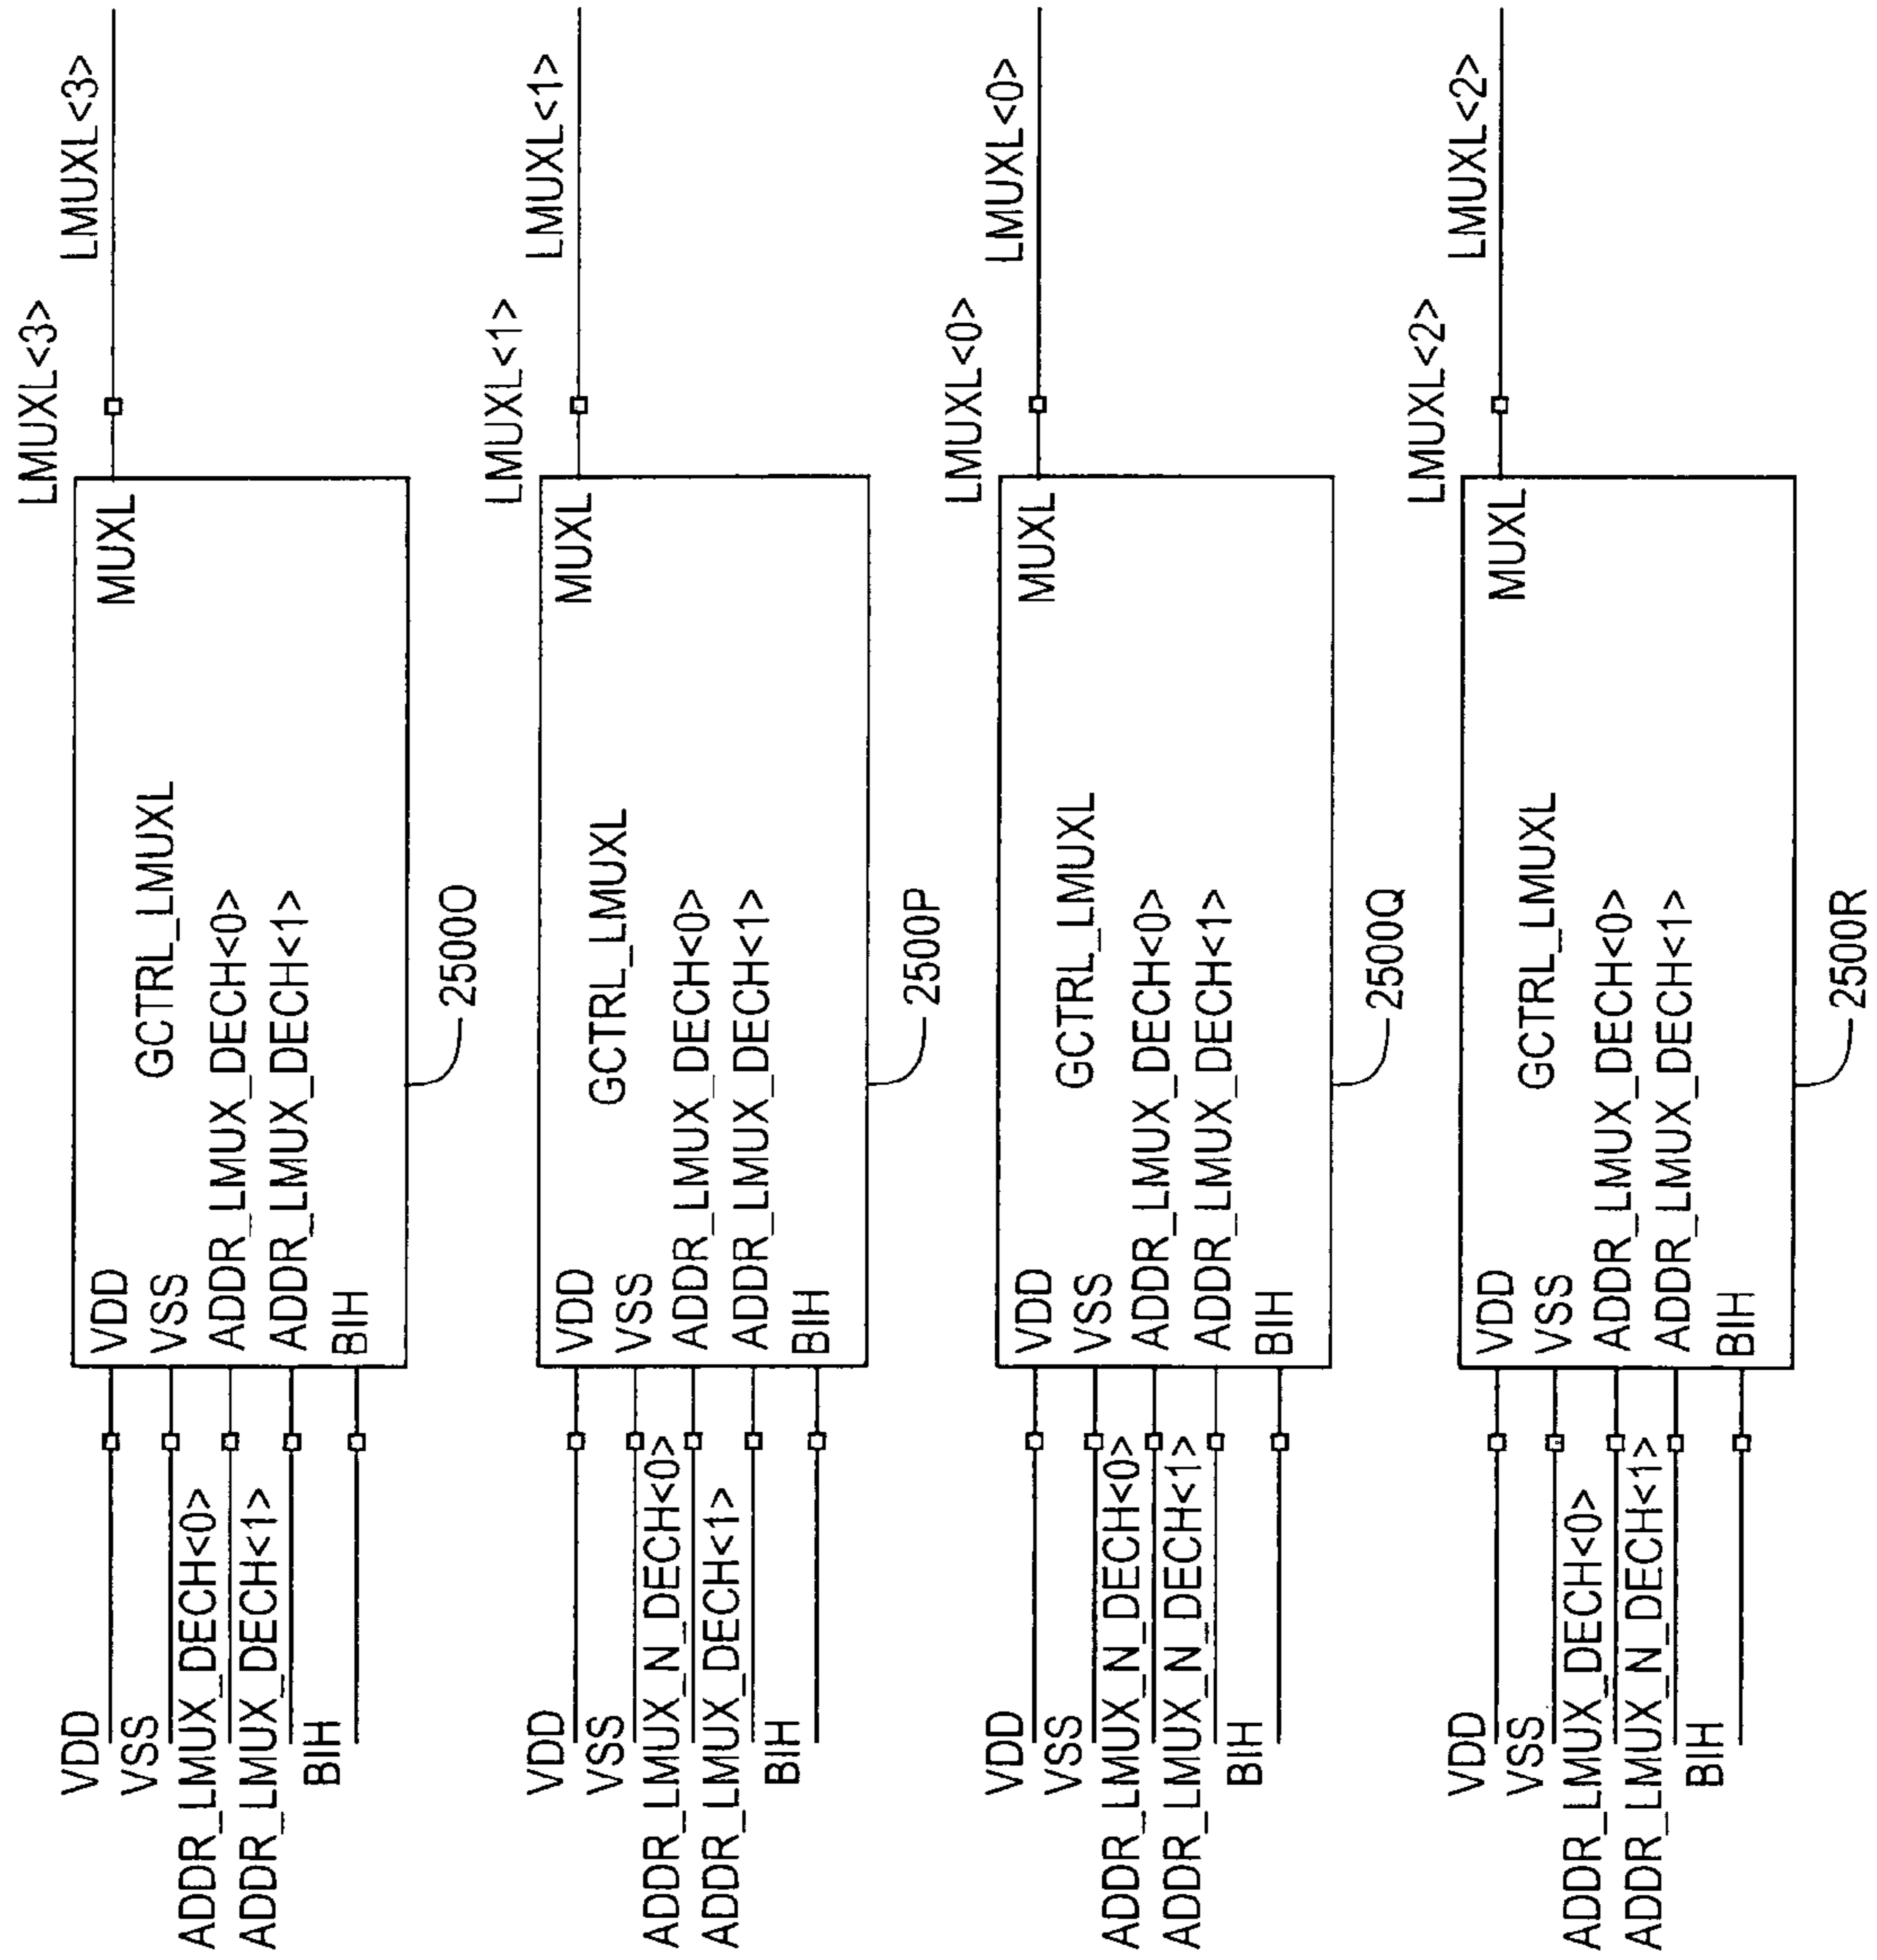 LMUXL<3>
LMUXL<3>
MUXL
GCTRL_LMUXL
VDD
VSS
ADDR_LMUX_DECH<0>
ADDR_LMUX_DECH<1>
BIH
VDD
VSS
ADDR_LMUX_DECH<0>
ADDR_LMUX_DECH<1>
BIH
2500O
LMUXL<1>
LMUXL<1>
MUXL
GCTRL_LMUXL
VDD
VSS
ADDR_LMUX_DECH<0>
ADDR_LMUX_DECH<1>
BIH
VDD
VSS
ADDR_LMUX_N_DECH<0>
ADDR_LMUX_DECH<1>
BIH
2500P
LMUXL<0>
LMUXL<0>
MUXL
GCTRL_LMUXL
VDD
VSS
ADDR_LMUX_DECH<0>
ADDR_LMUX_DECH<1>
BIH
VDD
VSS
ADDR_LMUX_N_DECH<0>
ADDR_LMUX_N_DECH<1>
BIH
2500Q
LMUXL<2>
LMUXL<2>
MUXL
GCTRL_LMUXL
VDD
VSS
ADDR_LMUX_DECH<0>
ADDR_LMUX_DECH<1>
BIH
VDD
VSS
ADDR_LMUX_DECH<0>
ADDR_LMUX_N_DECH<1>
BIH
2500R